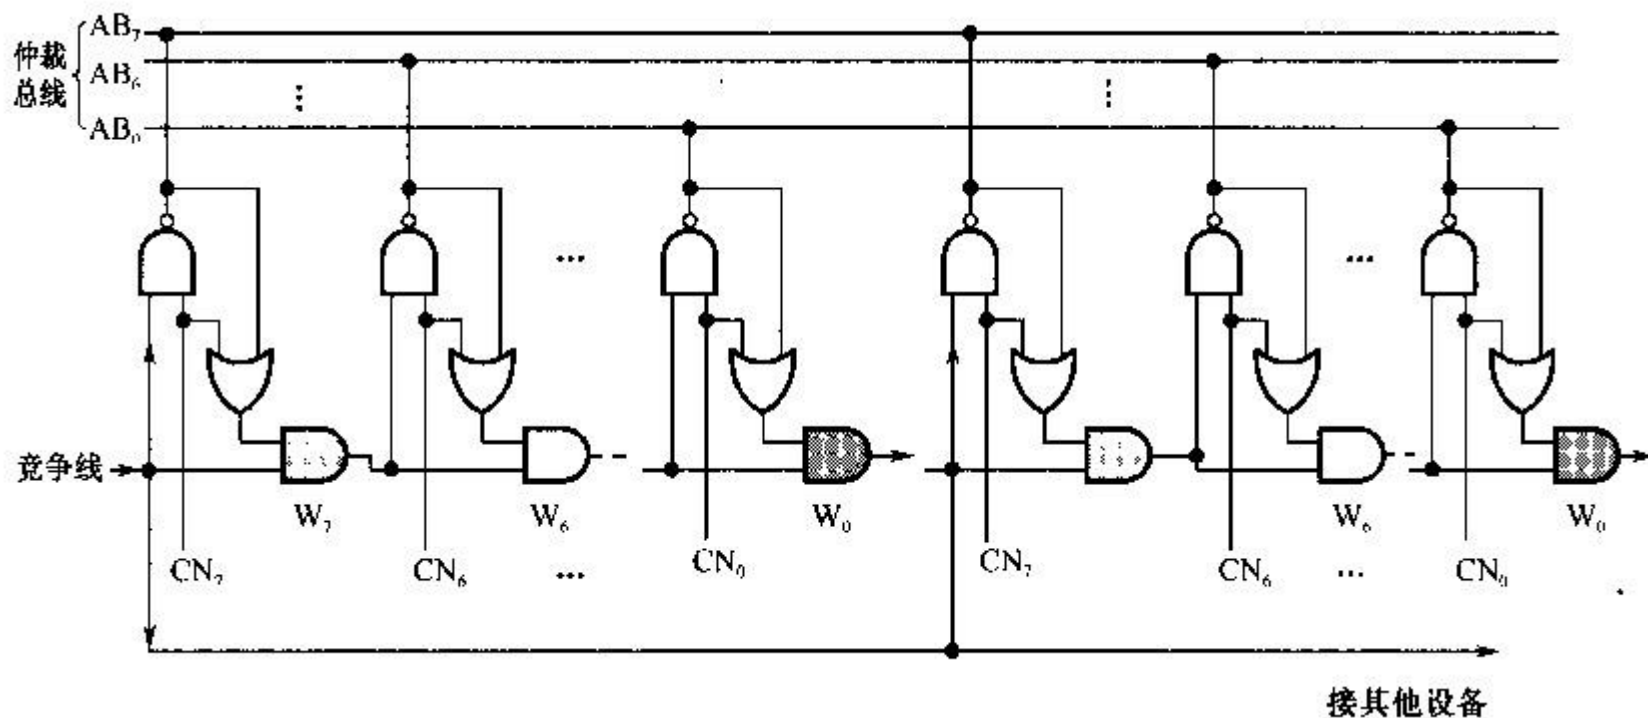 AB₇
仲裁
总线
AB₆
AB₀
竞争线
W₇ W₆ W₀ W₆ W₀
CN₇ CN₆ … CN₀ CN₇ CN₆ … CN₀
接其他设备